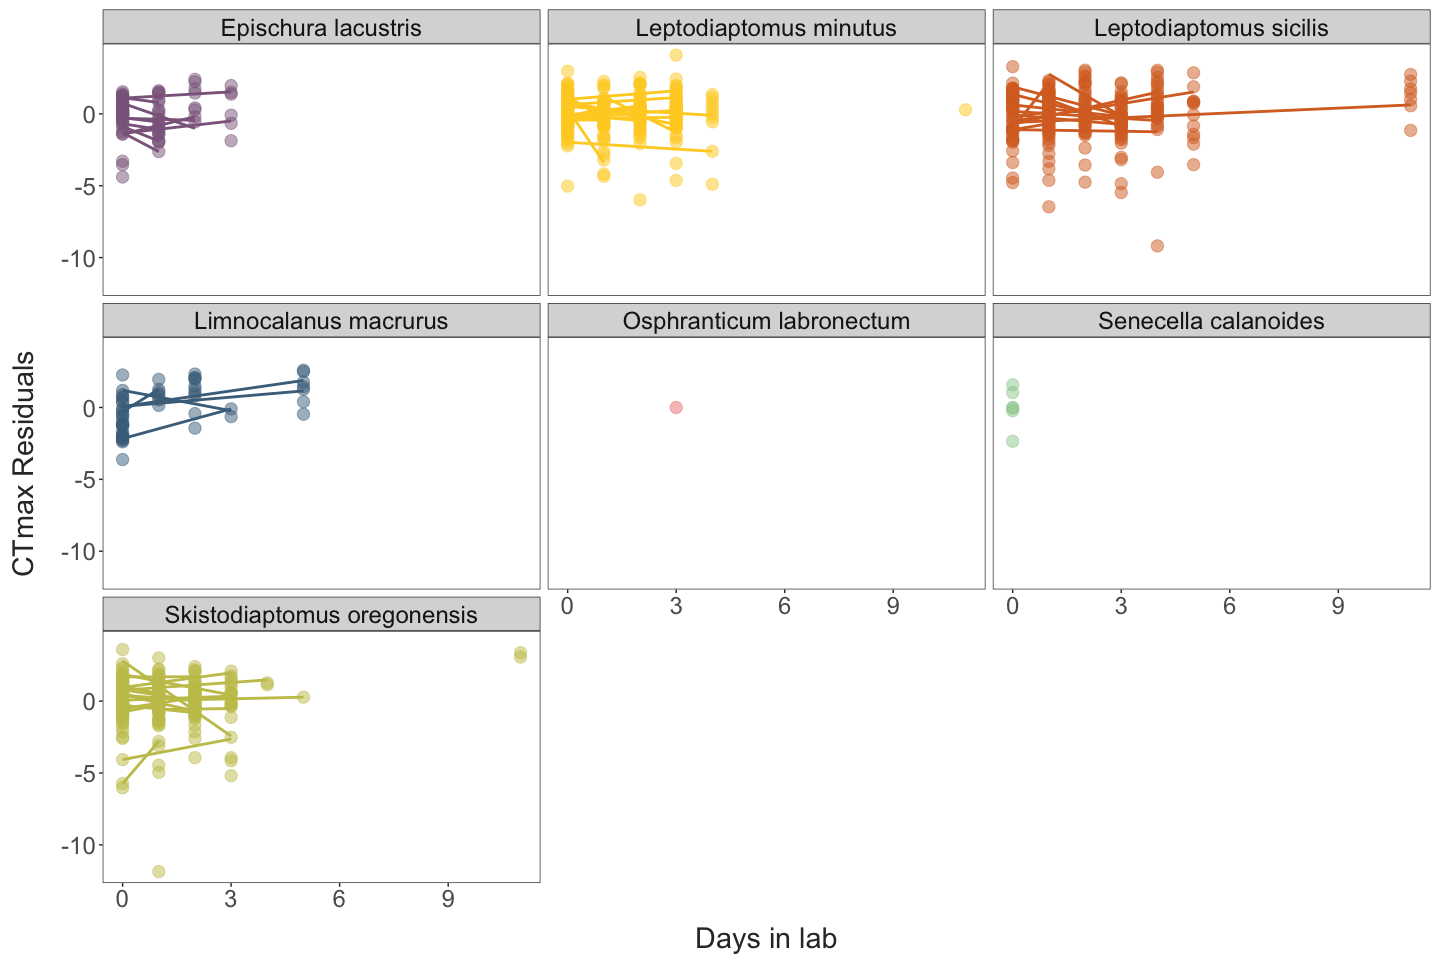 Epischura lacustris
Leptodiaptomus minutus
Leptodiaptomus sicilis
0
-5
-10
Limnocalanus macrurus
Osphranticum labronectum
Senecella calanoides
0
-5
-10
0 3 6 9
0 3 6 9
Skistodiaptomus oregonensis
0
-5
-10
0 3 6 9
CTmax Residuals
Days in lab